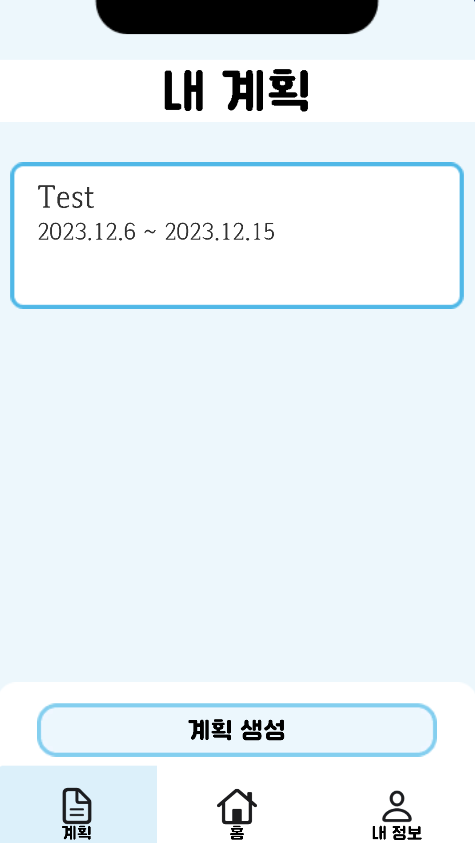 내 계획
Test
2023.12.6 ~ 2023.12.15
계획 생성
계획
홈
내 정보